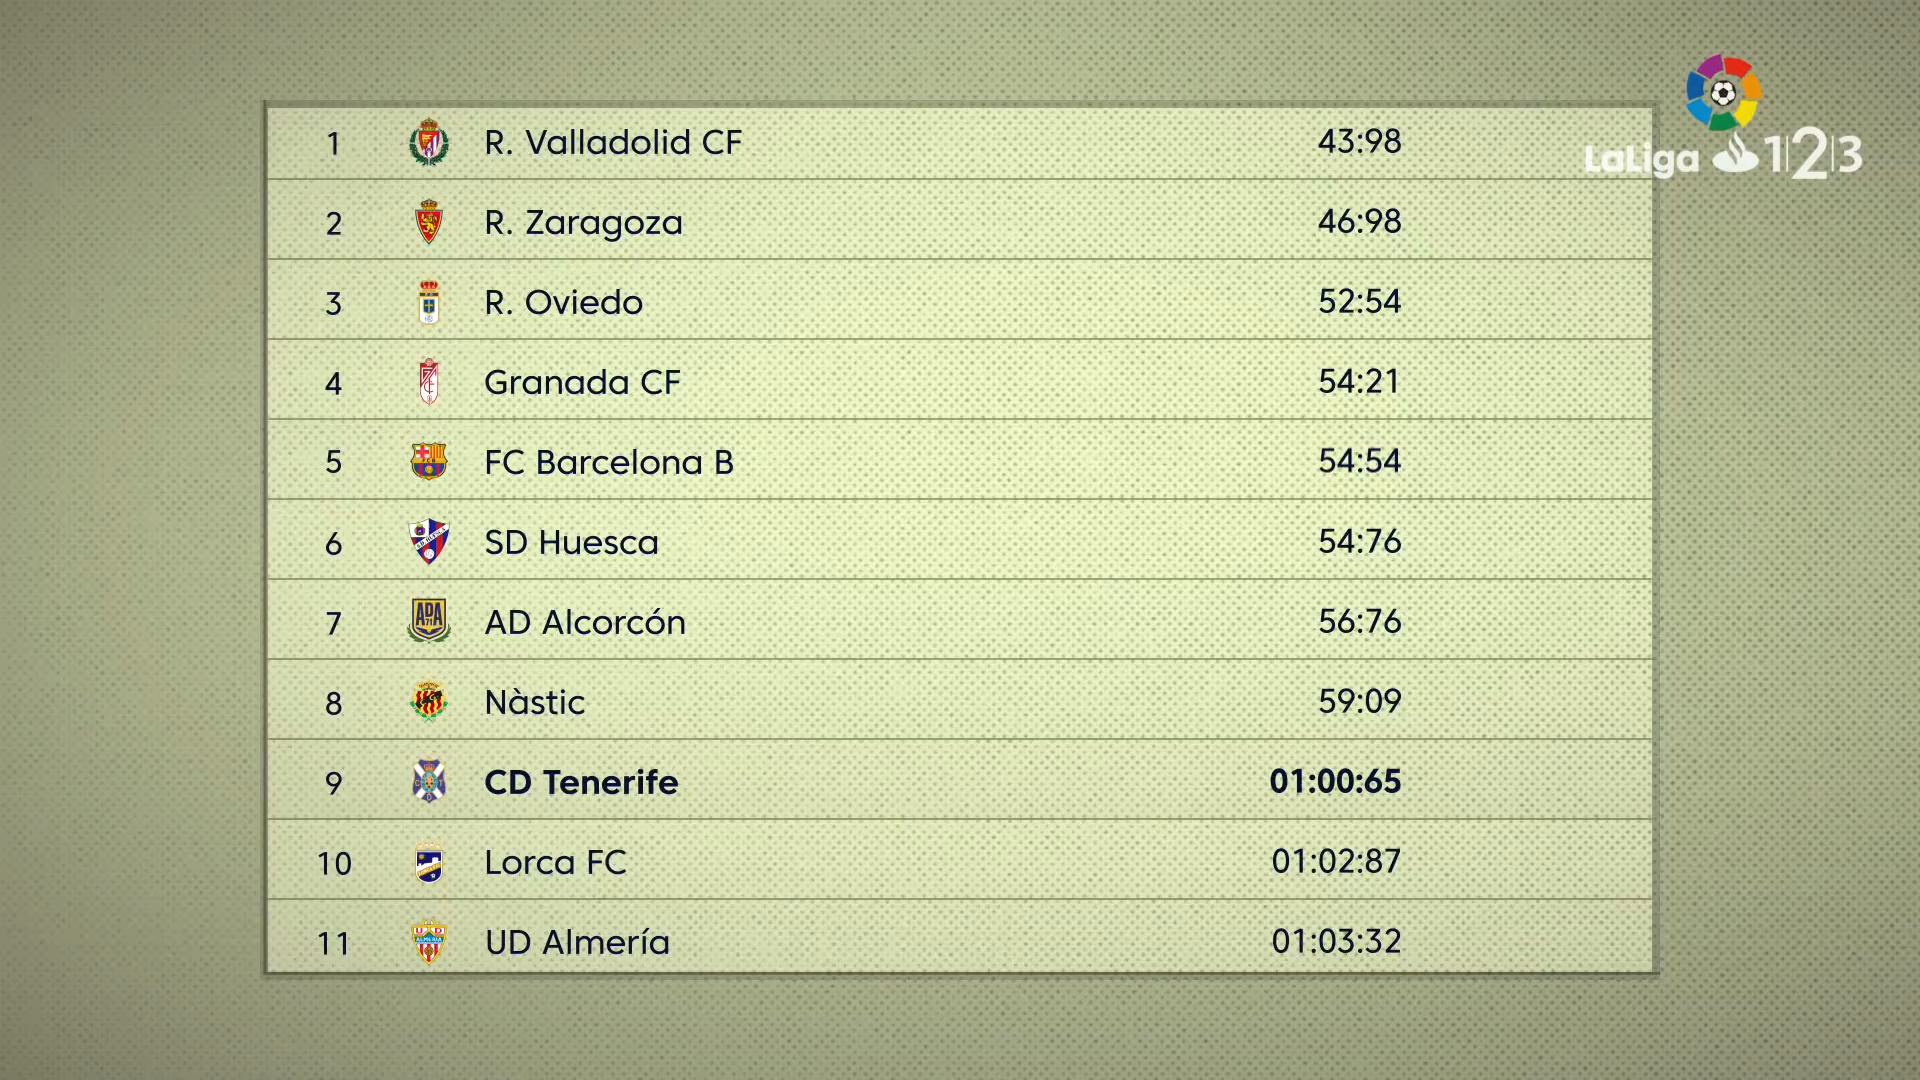 LaLiga 1|2|3
1 R. Valladolid CF 43:98
2 R. Zaragoza 46:98
3 R. Oviedo 52:54
4 Granada CF 54:21
5 FC Barcelona B 54:54
6 SD Huesca 54:76
7 AD Alcorcón 56:76
8 Nàstic 59:09
9 CD Tenerife 01:00:65
10 Lorca FC 01:02:87
11 UD Almería 01:03:32